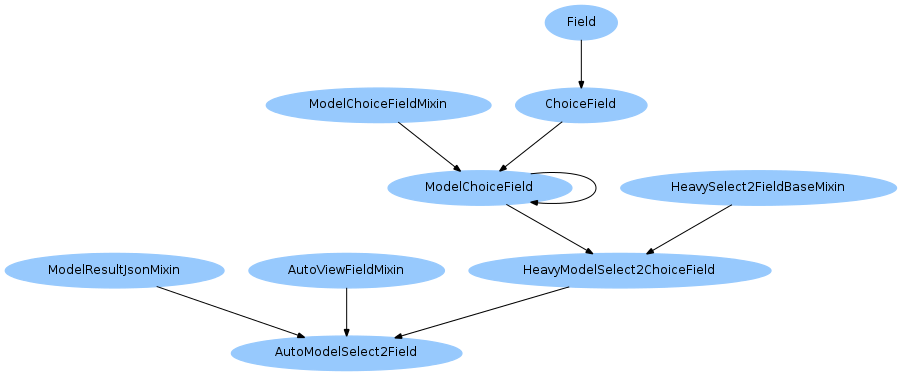 Field
ModelChoiceFieldMixin
ChoiceField
ModelChoiceField
HeavySelect2FieldBaseMixin
ModelResultJsonMixin
AutoViewFieldMixin
HeavyModelSelect2ChoiceField
AutoModelSelect2Field